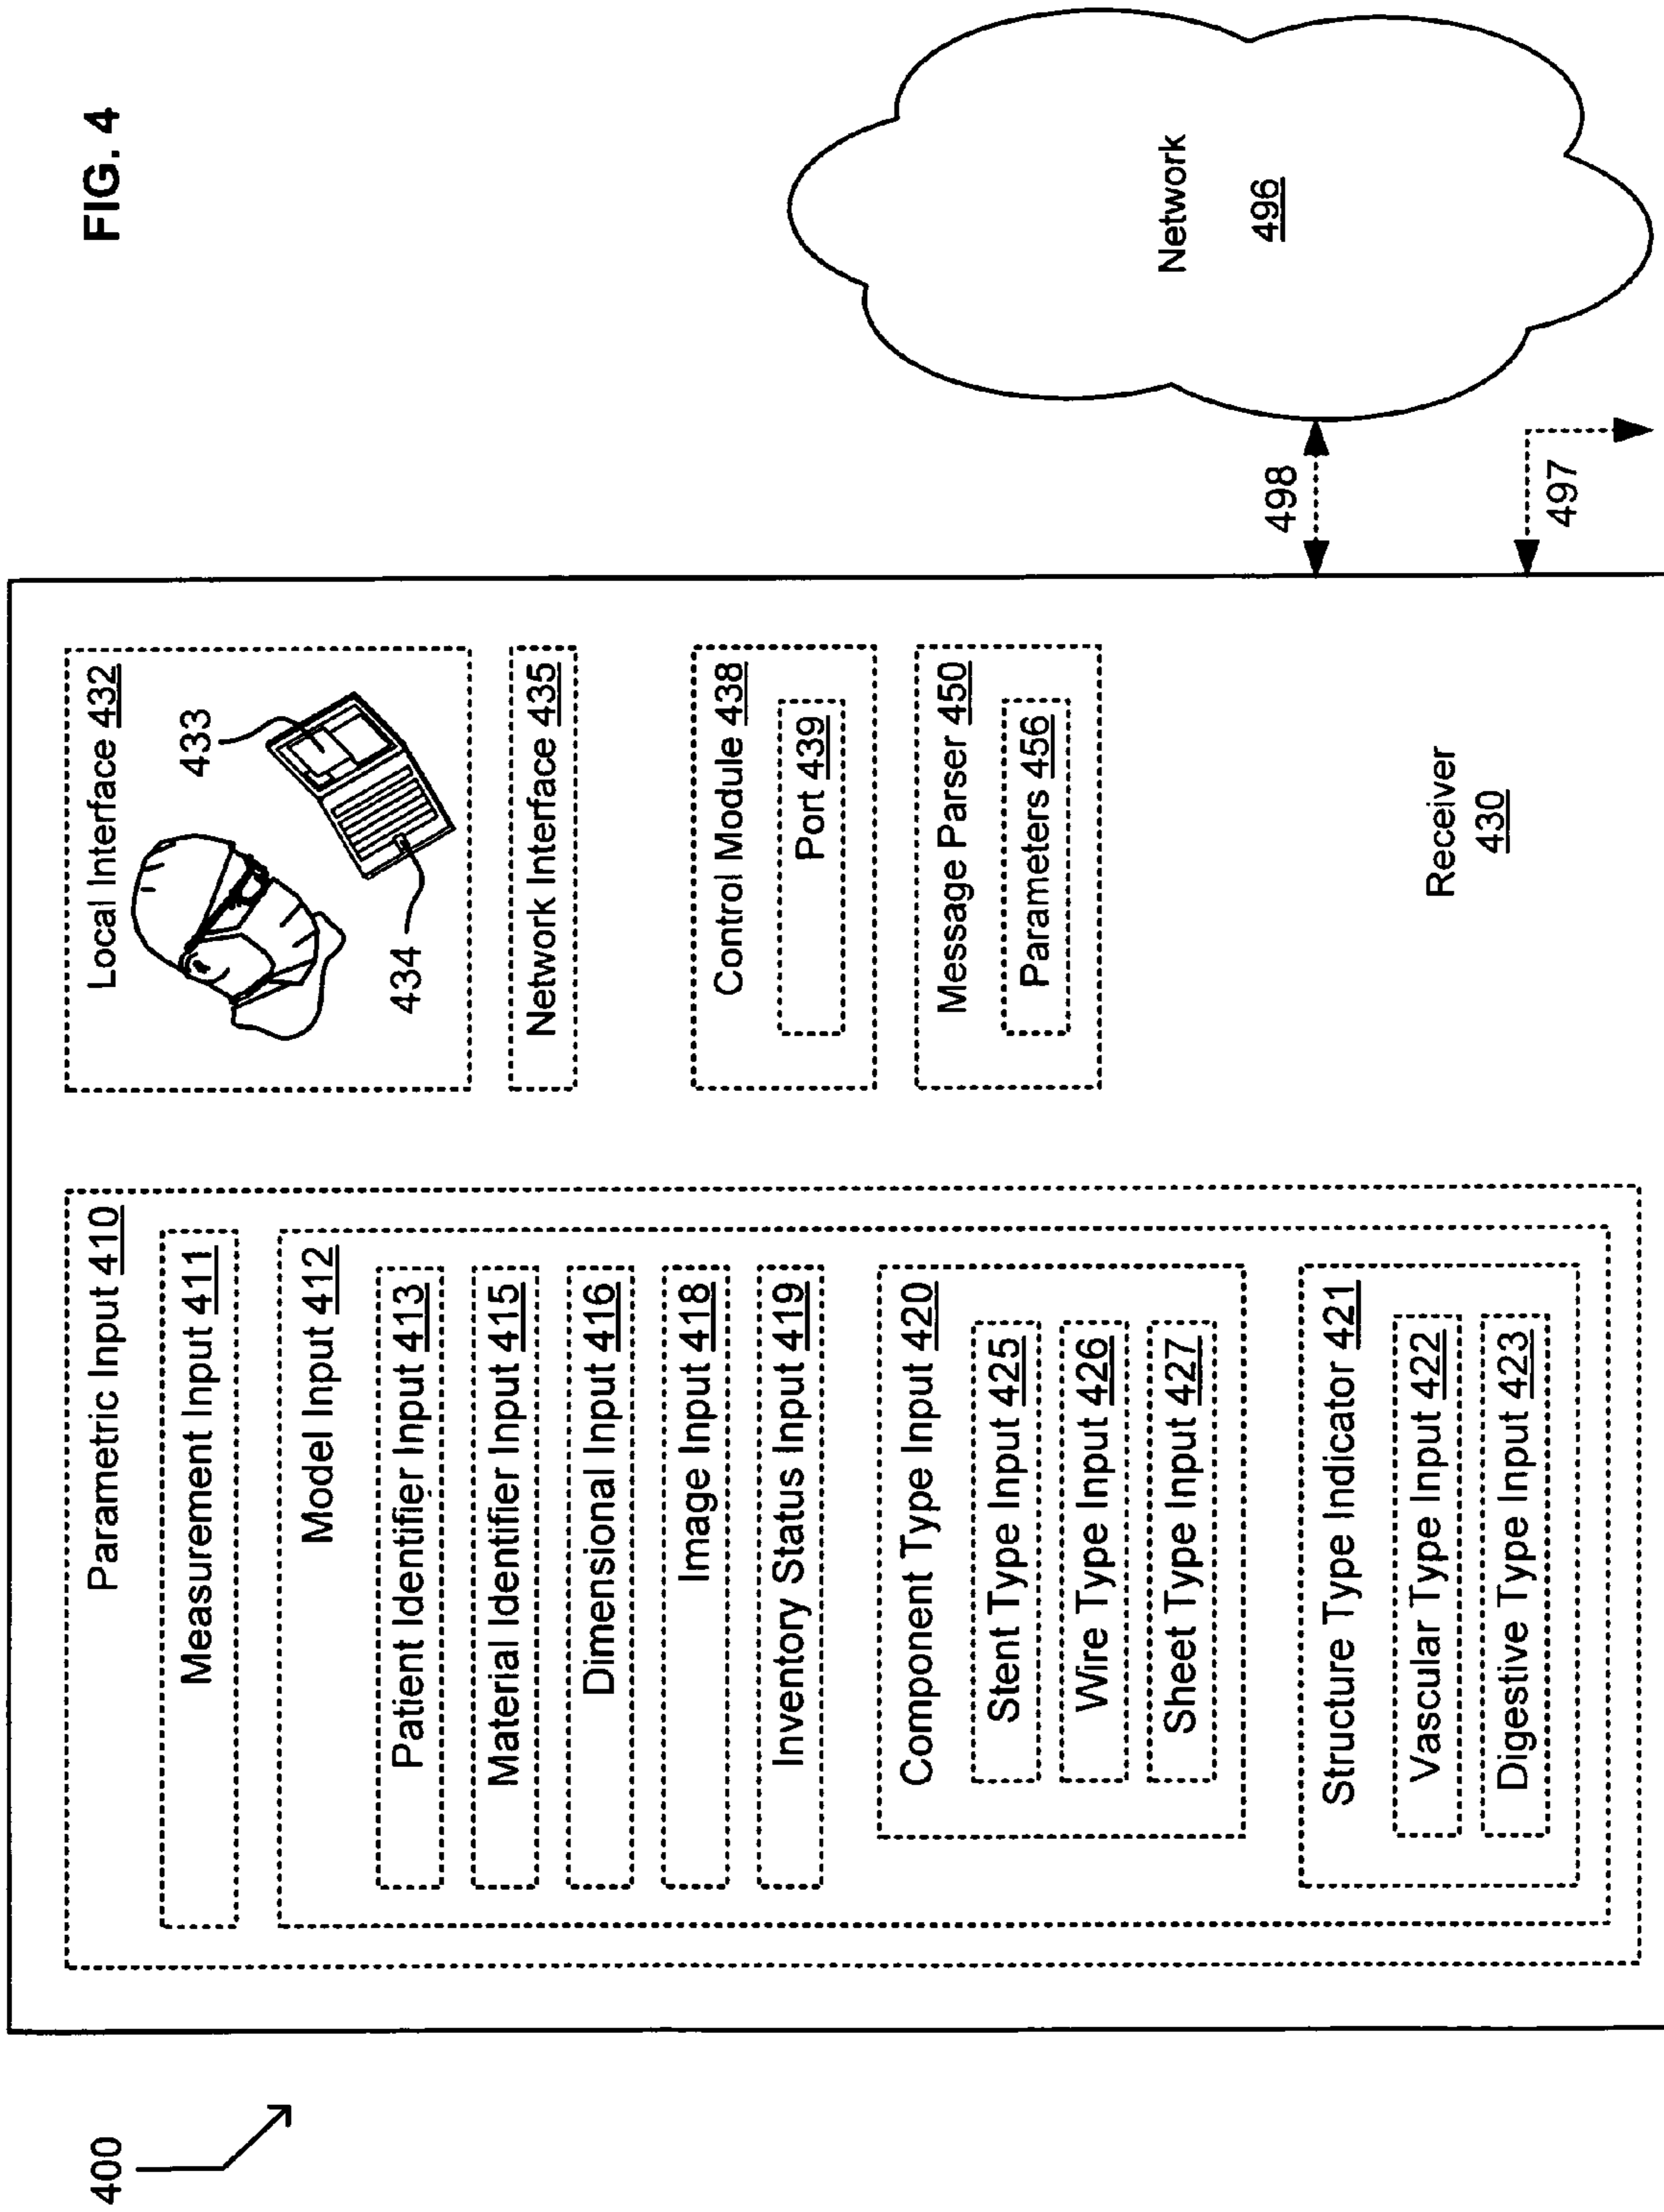 FIG. 4
400
Parametric Input 410
Measurement Input 411
Model Input 412
Patient Identifier Input 413
Material Identifier Input 415
Dimensional Input 416
Image Input 418
Inventory Status Input 419
Component Type Input 420
Stent Type Input 425
Wire Type Input 426
Sheet Type Input 427
Structure Type Indicator 421
Vascular Type Input 422
Digestive Type Input 423
Local Interface 432
433
434
Network Interface 435
Control Module 438
Port 439
Message Parser 450
Parameters 456
Receiver
430
498
497
Network
496